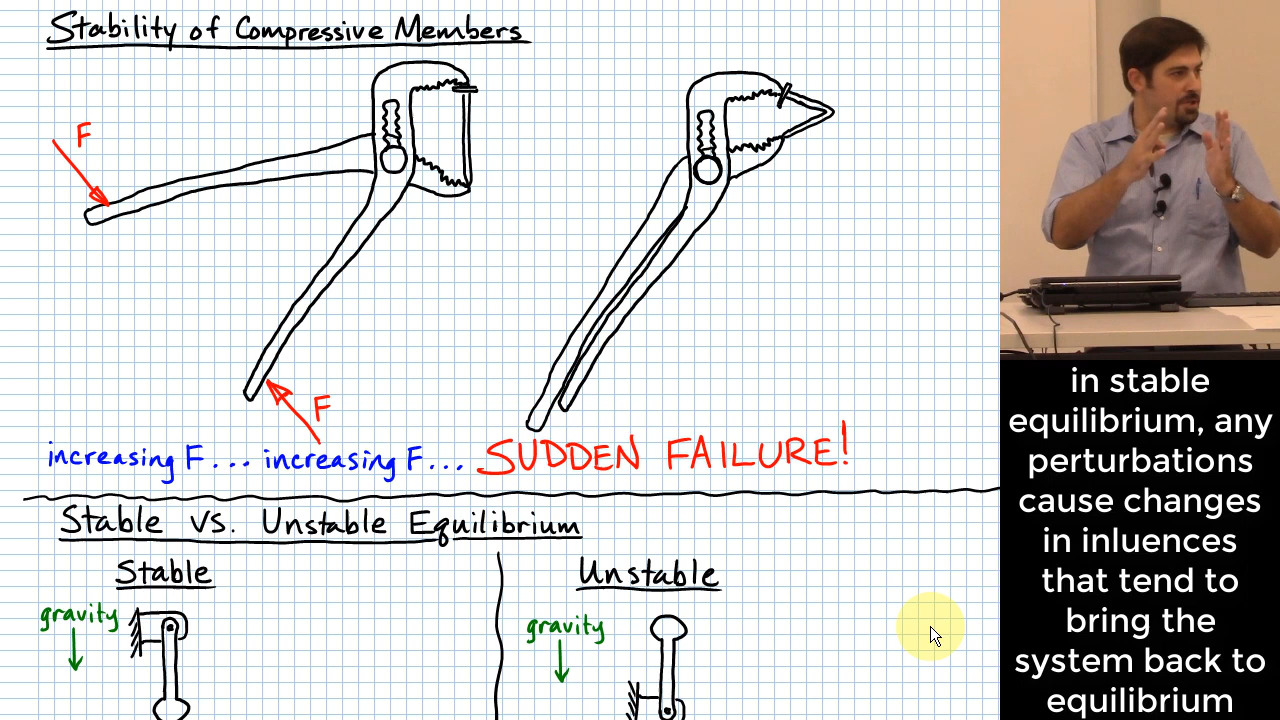 Stability of Compressive Members
F
F
increasing F... increasing F... SUDDEN FAILURE!
Stable vs. Unstable Equilibrium
Stable
Unstable
gravity
gravity
in stable
equilibrium, any
perturbations
cause changes
in inluences
that tend to
bring the
system back to
equilibrium